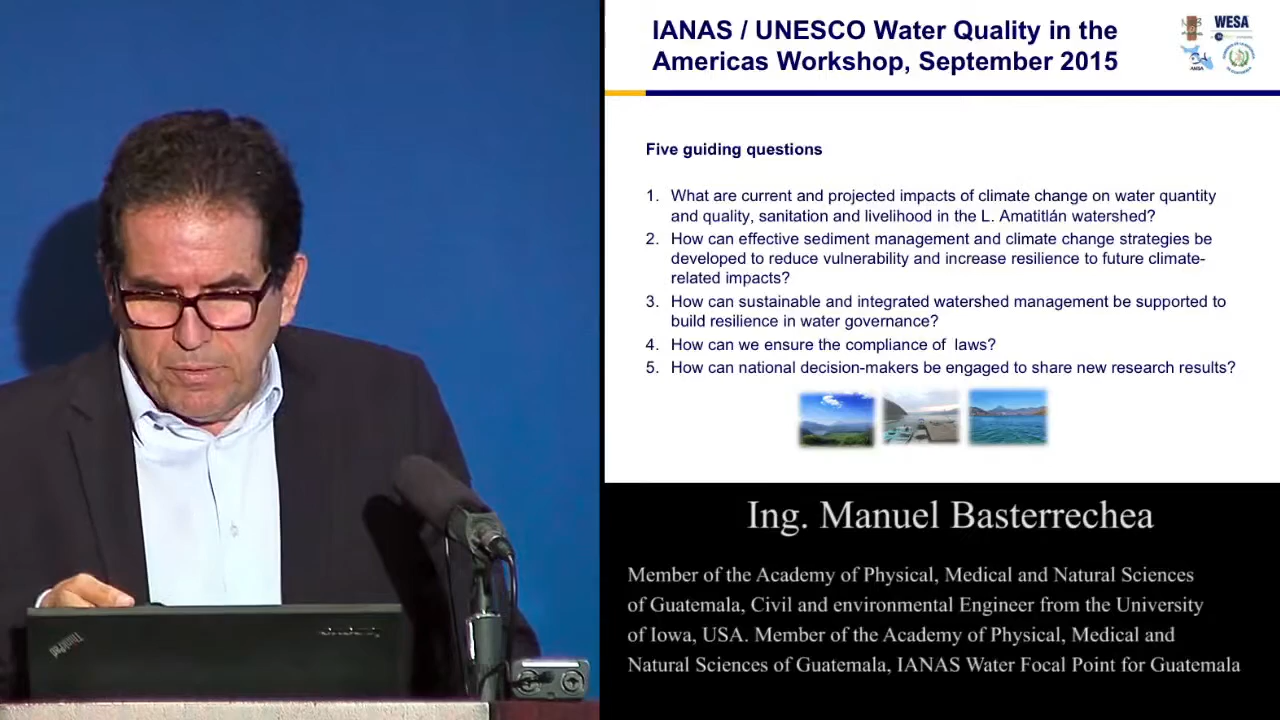 IANAS / UNESCO Water Quality in the
Americas Workshop, September 2015
WESA
ANSA
Five guiding questions
1. What are current and projected impacts of climate change on water quantity
and quality, sanitation and livelihood in the L. Amatitlán watershed?
2. How can effective sediment management and climate change strategies be
developed to reduce vulnerability and increase resilience to future climate-
related impacts?
3. How can sustainable and integrated watershed management be supported to
build resilience in water governance?
4. How can we ensure the compliance of laws?
5. How can national decision-makers be engaged to share new research results?
Ing. Manuel Basterrechea
Member of the Academy of Physical, Medical and Natural Sciences
of Guatemala, Civil and environmental Engineer from the University
of Iowa, USA. Member of the Academy of Physical, Medical and
Natural Sciences of Guatemala, IANAS Water Focal Point for Guatemala
ThinkPad